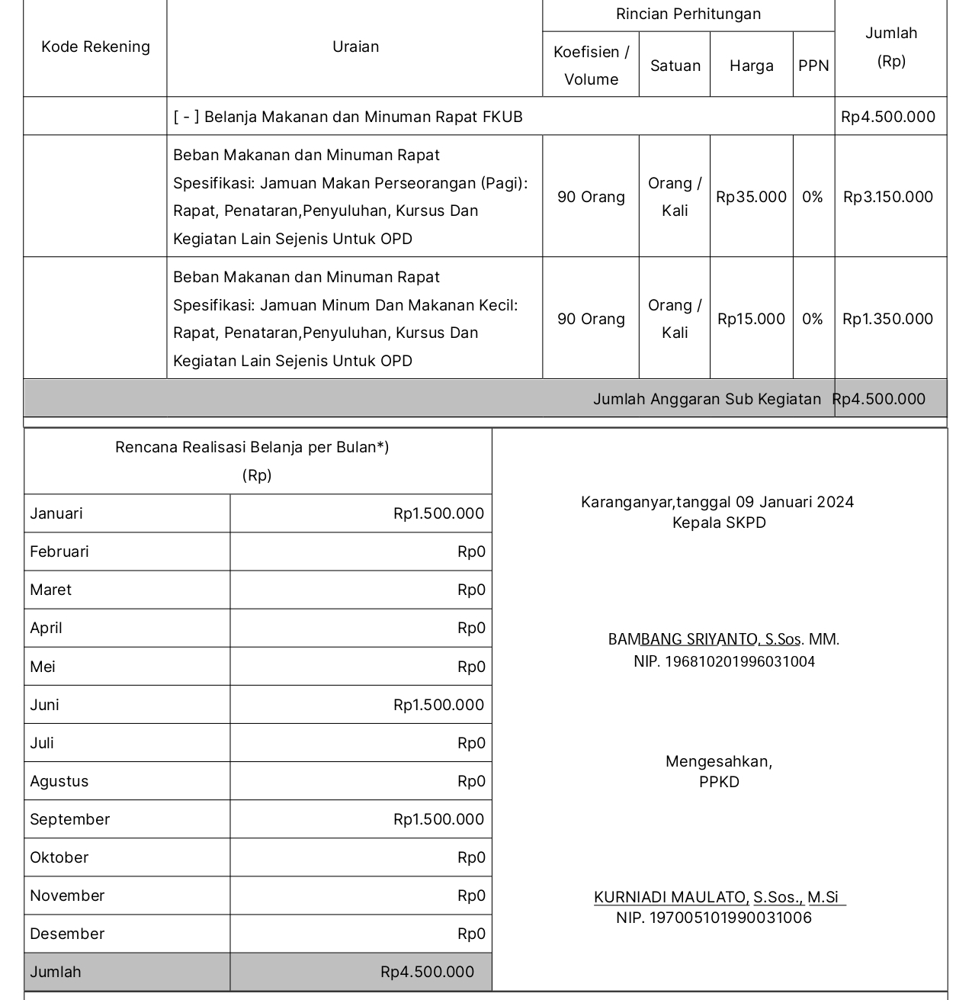 Kode Rekening
Uraian
Rincian Perhitungan
Jumlah
(Rp)
Koefisien /
Volume
Satuan
Harga
PPN
[ - ] Belanja Makanan dan Minuman Rapat FKUB
Rp4.500.000
Beban Makanan dan Minuman Rapat
Spesifikasi: Jamuan Makan Perseorangan (Pagi):
Rapat, Penataran,Penyuluhan, Kursus Dan
Kegiatan Lain Sejenis Untuk OPD
90 Orang
Orang /
Kali
Rp35.000
0%
Rp3.150.000
Beban Makanan dan Minuman Rapat
Spesifikasi: Jamuan Minum Dan Makanan Kecil:
Rapat, Penataran,Penyuluhan, Kursus Dan
Kegiatan Lain Sejenis Untuk OPD
90 Orang
Orang /
Kali
Rp15.000
0%
Rp1.350.000
Jumlah Anggaran Sub Kegiatan Rp4.500.000
Rencana Realisasi Belanja per Bulan*)
(Rp)
Januari Rp1.500.000
Februari Rp0
Maret Rp0
April Rp0
Mei Rp0
Juni Rp1.500.000
Juli Rp0
Agustus Rp0
September Rp1.500.000
Oktober Rp0
November Rp0
Desember Rp0
Jumlah Rp4.500.000
Karanganyar,tanggal 09 Januari 2024
Kepala SKPD
BAMBANG SRIYANTO, S.Sos. MM.
NIP. 196810201996031004
Mengesahkan,
PPKD
KURNIADI MAULATO, S.Sos., M.Si
NIP. 197005101990031006